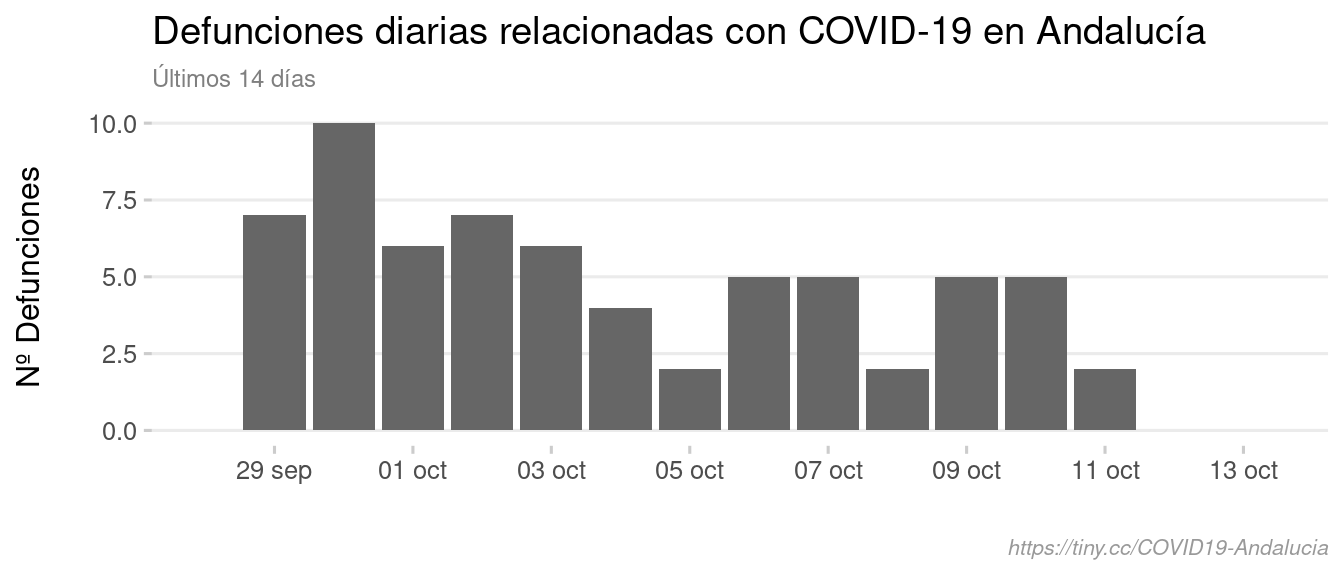 Defunciones diarias relacionadas con COVID-19 en Andalucía
Últimos 14 días
Nº Defunciones
10.0
7.5
5.0
2.5
0.0
29 sep 01 oct 03 oct 05 oct 07 oct 09 oct 11 oct 13 oct
https://tiny.cc/COVID19-Andalucia